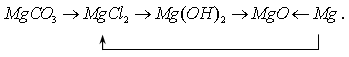 MgCO₃ → MgCl₂ → Mg(OH)₂ → MgO ← Mg.